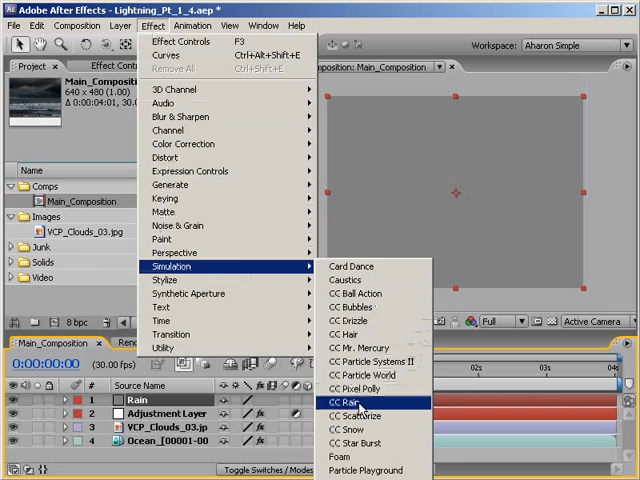 Adobe After Effects - Lightning_Pt_1_4.aep *
File Edit Composition Layer Effect Animation View Window Help
Workspace: Aharon Simple
Project × Effect Cont
Main_Compositi
640 x 480 (1.00)
Δ 0:00:04:01, 30.0
Name
Comps
Main_Composition
Images
VCP_Clouds_03.jpg
Junk
Solids
Video
8 bpc
Effect Controls F3
Curves Ctrl+Alt+Shift+E
Remove All Ctrl+Shift+E
3D Channel
Audio
Blur & Sharpen
Channel
Color Correction
Distort
Expression Controls
Generate
Keying
Matte
Noise & Grain
Paint
Perspective
Simulation
Stylize
Synthetic Aperture
Text
Time
Transition
Utility
Card Dance
Caustics
CC Ball Action
CC Bubbles
CC Drizzle
CC Hair
CC Mr. Mercury
CC Particle Systems II
CC Particle World
CC Pixel Polly
CC Rain
CC Scatterize
CC Snow
CC Star Burst
Foam
Particle Playground
mposition: Main_Composition
Full
Active Camera
Main_Composition × Ren
0:00:00:00 (30.00 fps)
# Source Name
1 Rain
2 Adjustment Layer
3 VCP_Clouds_03.j
4 Ocean_[00001-00
Toggle Switches / Modes
02s 03s 04s